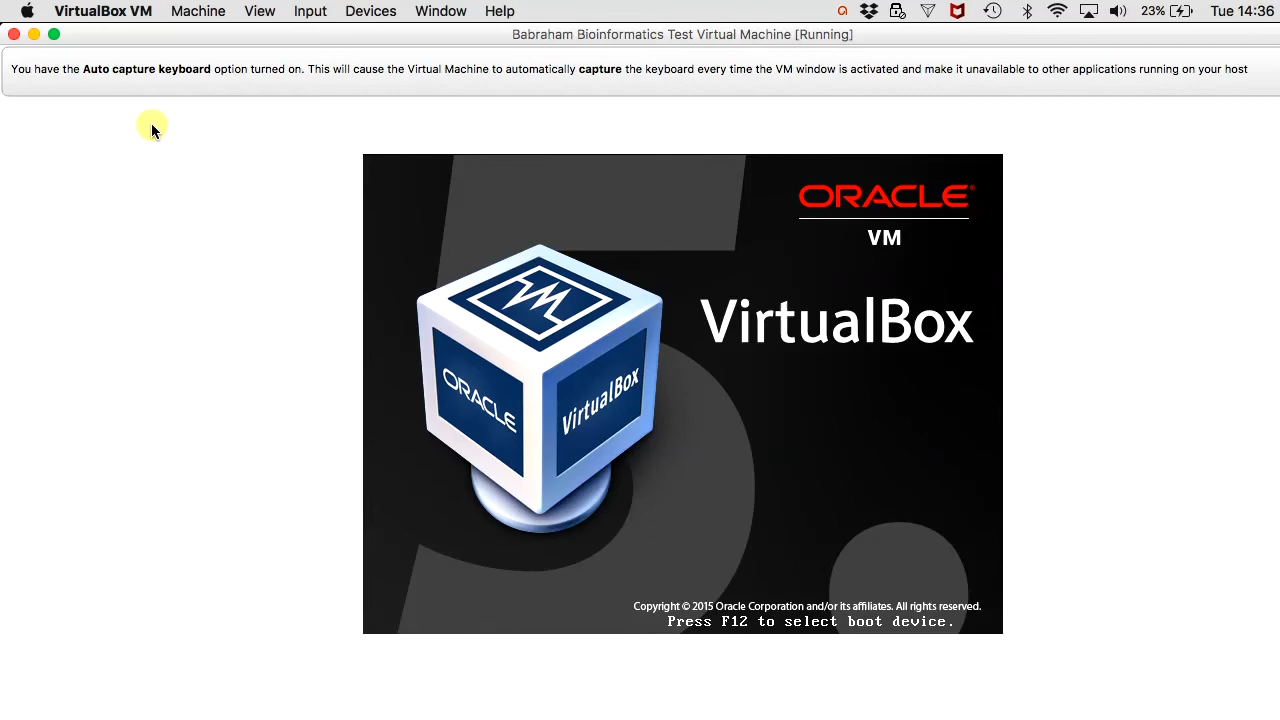 VirtualBox VM Machine View Input Devices Window Help 23% Tue 14:36
Babraham Bioinformatics Test Virtual Machine [Running]
You have the Auto capture keyboard option turned on. This will cause the Virtual Machine to automatically capture the keyboard every time the VM window is activated and make it unavailable to other applications running on your host
ORACLE®
VM
VirtualBox
ORACLE
VirtualBox
Copyright © 2015 Oracle Corporation and/or its affiliates. All rights reserved.
Press F12 to select boot device.